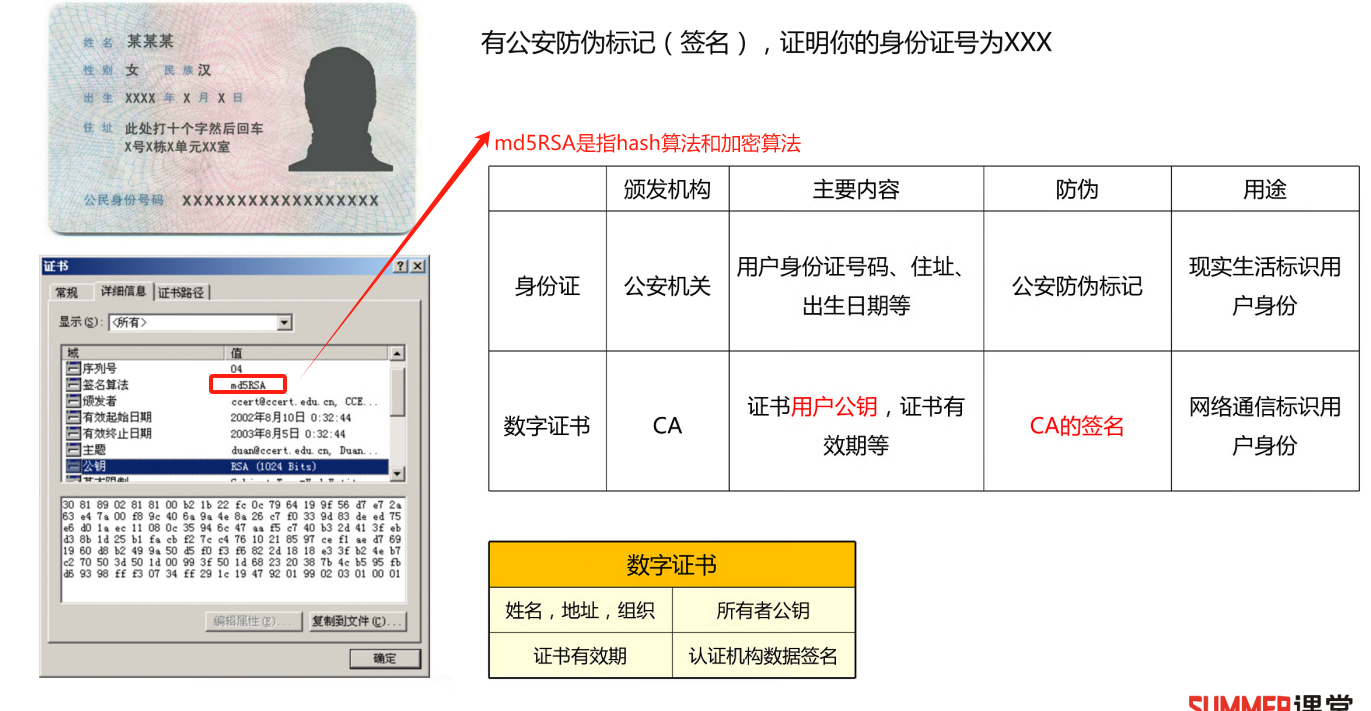 姓名 某某某
性别 女 民族 汉
出生 XXXX 年 X 月 X 日
住址 此处打十个字然后回车
X号X栋X单元XX室
公民身份号码 XXXXXXXXXXXXXXXXXX
有公安防伪标记（签名），证明你的身份证号为XXX
md5RSA是指hash算法和加密算法
颁发机构 主要内容 防伪 用途
身份证 公安机关 用户身份证号码、住址、
出生日期等 公安防伪标记 现实生活标识用
户身份
数字证书 CA 证书用户公钥，证书有
效期等 CA的签名 网络通信标识用
户身份
证书
常规 详细信息 证书路径
显示(S): <所有>
域 值
序列号 04
签名算法 md5RSA
颁发者 ccert@ccert.edu.cn, CCE...
有效起始日期 2002年8月10日 0:32:44
有效终止日期 2003年8月5日 0:32:44
主题 duan@ccert.edu.cn, Duan...
公钥 RSA (1024 Bits)
30 81 89 02 81 81 00 b2 1b 22 fc 0c 79 64 19 9f 56 d7 e7 2a
63 e4 7a 00 f8 9c 40 6a 9a 4e 8a 26 c7 f0 33 9d 83 de ed 75
e6 d0 1a ec 11 08 0c 35 94 6c 47 aa f5 c7 40 b3 2d 41 3f eb
d3 8b 1d 25 b1 fa cb f2 7c c4 76 10 21 85 97 ce f1 ae d7 69
19 60 d8 b2 49 9a 50 d5 f0 f3 f6 82 2d 18 18 e3 3f b2 4e b7
c2 70 50 3d 50 1d 00 99 3f 50 1d 68 23 20 38 7b 4c b5 95 fb
d6 93 98 ff f3 07 34 ff 29 1c 19 47 92 01 99 02 03 01 00 01
编辑属性(E)... 复制到文件(C)...
确定
数字证书
姓名，地址，组织 所有者公钥
证书有效期 认证机构数据签名
SUMMER课堂